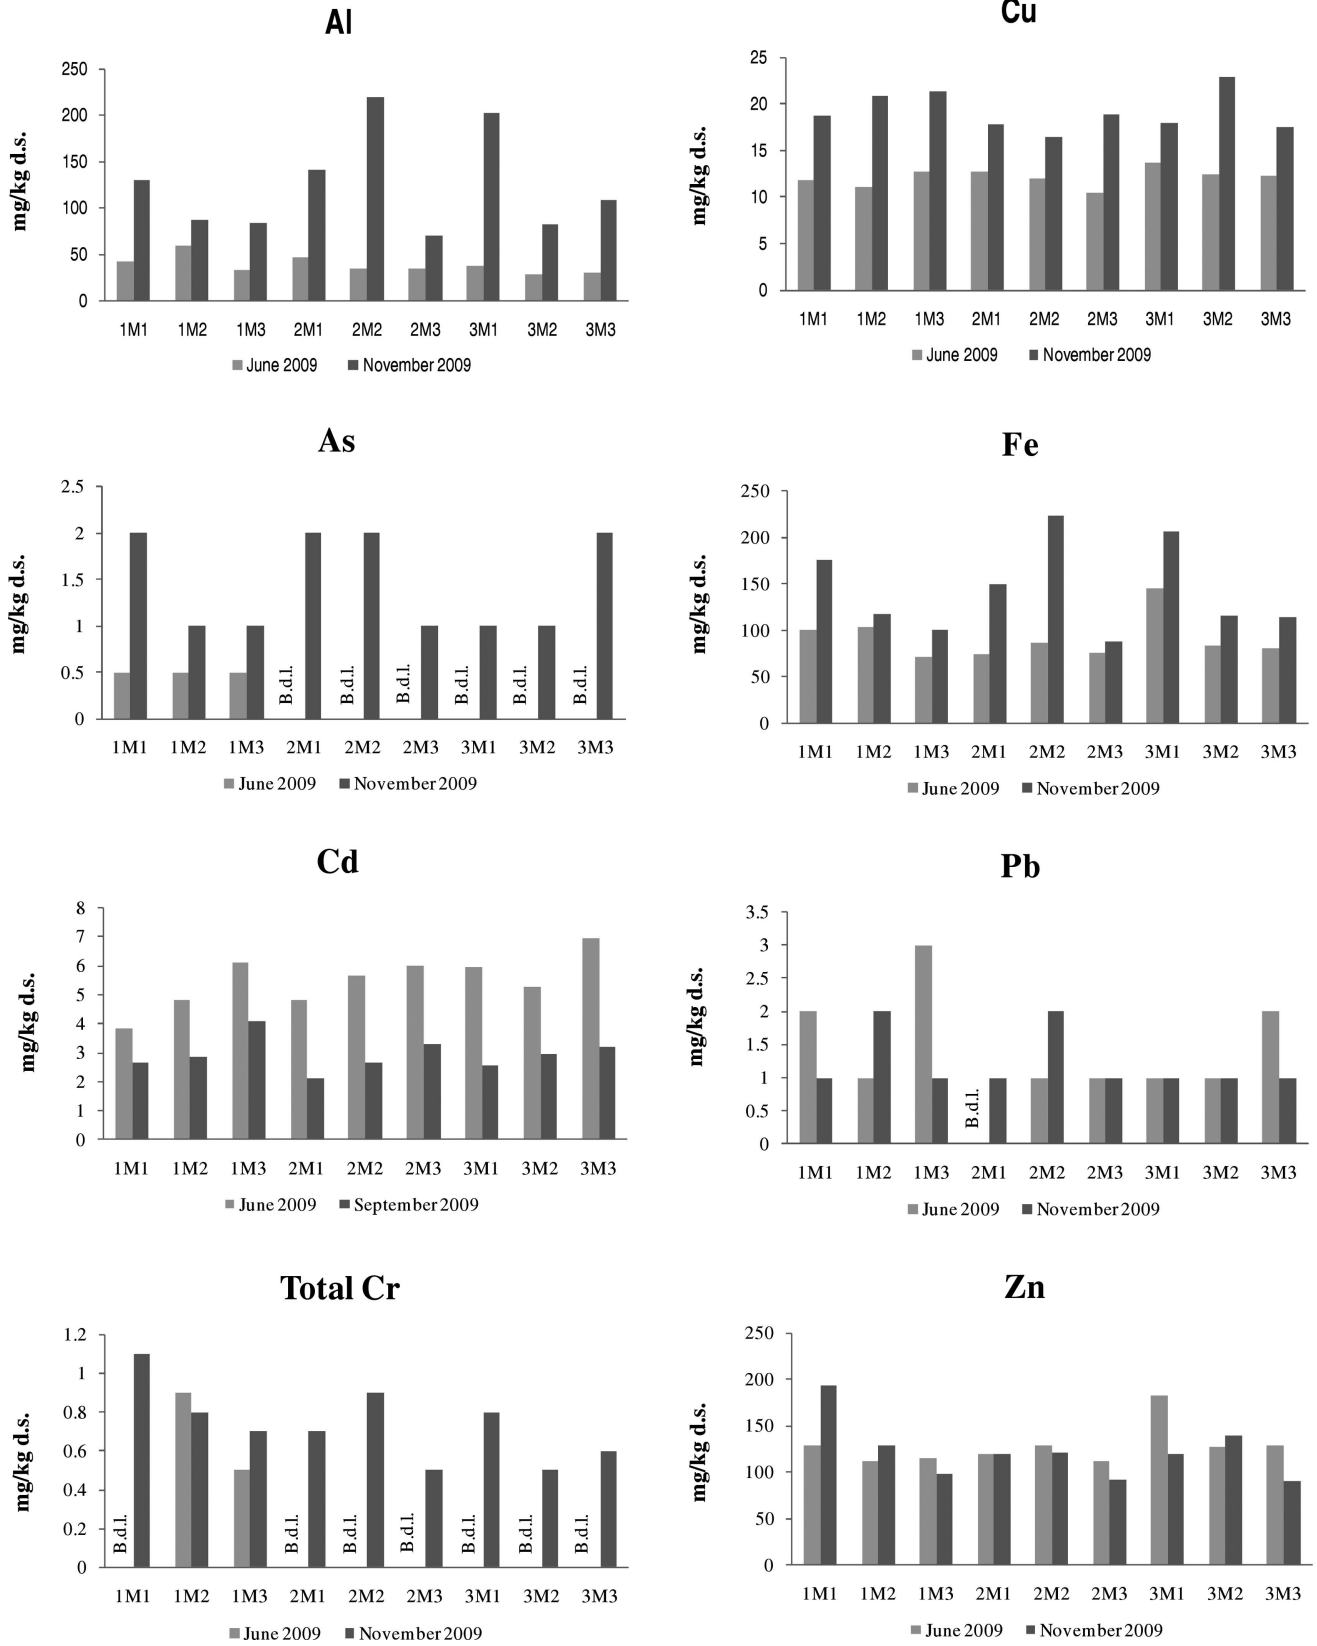 Al
mg/kg d.s.
250
200
150
100
50
0
1M1 1M2 1M3 2M1 2M2 2M3 3M1 3M2 3M3
June 2009 November 2009
Cu
mg/kg d.s.
25
20
15
10
5
0
1M1 1M2 1M3 2M1 2M2 2M3 3M1 3M2 3M3
June 2009 November 2009
As
mg/kg d.s.
2.5
2
1.5
1
0.5
0
B.d.l. B.d.l. B.d.l. B.d.l. B.d.l. B.d.l.
1M1 1M2 1M3 2M1 2M2 2M3 3M1 3M2 3M3
June 2009 November 2009
Fe
mg/kg d.s.
250
200
150
100
50
0
1M1 1M2 1M3 2M1 2M2 2M3 3M1 3M2 3M3
June 2009 November 2009
Cd
mg/kg d.s.
8
7
6
5
4
3
2
1
0
1M1 1M2 1M3 2M1 2M2 2M3 3M1 3M2 3M3
June 2009 September 2009
Pb
mg/kg d.s.
3.5
3
2.5
2
1.5
1
0.5
0
B.d.l.
1M1 1M2 1M3 2M1 2M2 2M3 3M1 3M2 3M3
June 2009 November 2009
Total Cr
mg/kg d.s.
1.2
1
0.8
0.6
0.4
0.2
0
B.d.l. B.d.l. B.d.l. B.d.l. B.d.l. B.d.l. B.d.l.
1M1 1M2 1M3 2M1 2M2 2M3 3M1 3M2 3M3
June 2009 November 2009
Zn
mg/kg d.s.
250
200
150
100
50
0
1M1 1M2 1M3 2M1 2M2 2M3 3M1 3M2 3M3
June 2009 November 2009